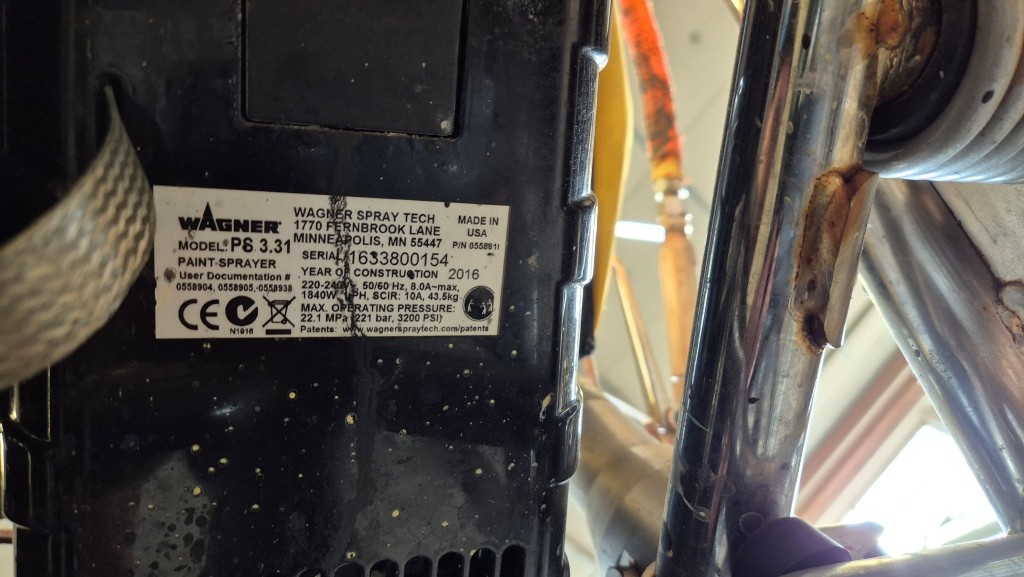 WAGNER
MODEL: PS 3.31
PAINT SPRAYER
User Documentation #
0558904, 0558905, 0558938
CE
N1916
WAGNER SPRAY TECH
1770 FERNBROOK LANE
MINNEAPOLIS, MN 55447
SERIAL 1633800154
YEAR OF CONSTRUCTION 2016
220-240V, 50/60 Hz, 8.0A~max,
1840W, PH, SCIR: 10A, 43.5kg
MAX. OPERATING PRESSURE:
22.1 MPa (221 bar, 3200 PSI)
Patents: www.wagnerspraytech.com/patents
MADE IN
USA
P/N